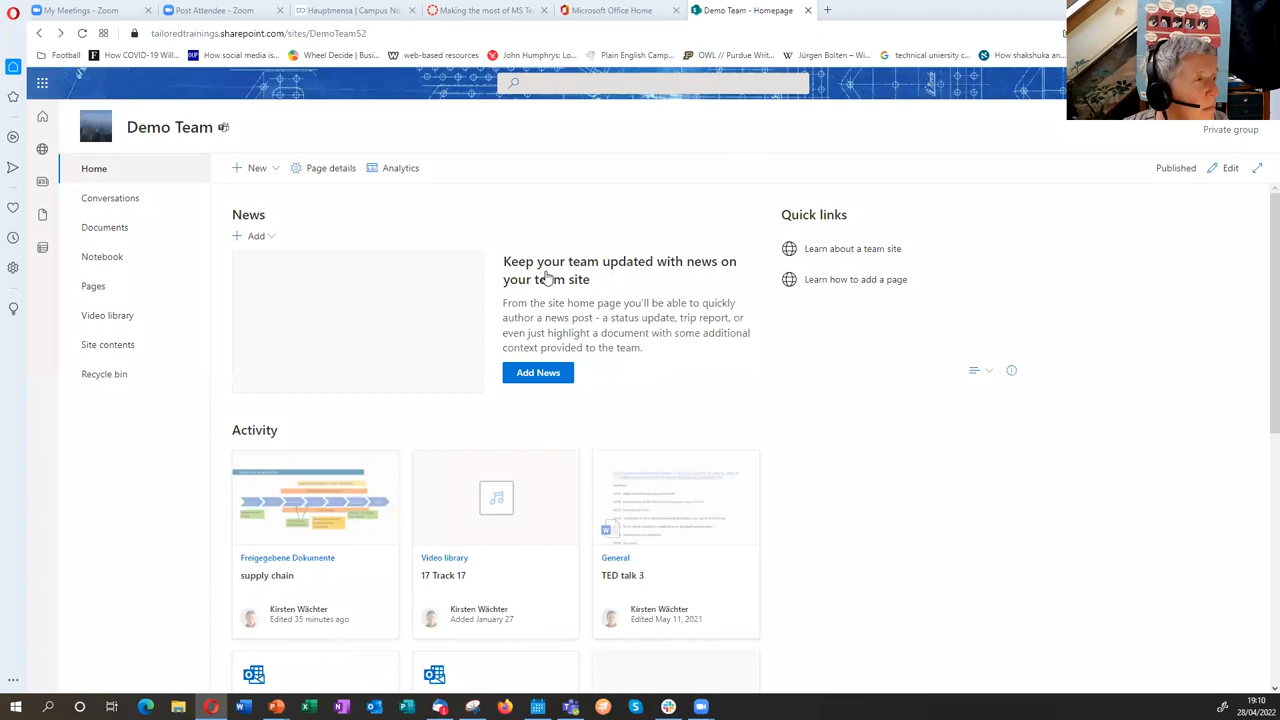 My Meetings - Zoom
Post Attendee - Zoom
Hauptmensa | Campus No
Making the most of MS Te
Microsoft Office Home
Demo Team - Homepage
tailoredtrainings.sharepoint.com/sites/DemoTeam52
Football
How COVID-19 Will...
How social media is...
Wheel Decide | Busi...
web-based resources
John Humphrys: Lo...
Plain English Camp...
OWL // Purdue Writ...
Jürgen Bolten – Wi...
technical uniersity c...
How shakshuka an...
Demo Team
Private group
Home
New
Page details
Analytics
Published
Edit
Conversations
Documents
Notebook
Pages
Video library
Site contents
Recycle bin
News
Add
Keep your team updated with news on
your team site
From the site home page you'll be able to quickly
author a news post - a status update, trip report, or
even just highlight a document with some additional
context provided to the team.
Add News
Quick links
Learn about a team site
Learn how to add a page
Activity
Freigegebene Dokumente
supply chain
Kirsten Wächter
Edited 35 minutes ago
Video library
17 Track 17
Kirsten Wächter
Added January 27
General
TED talk 3
Kirsten Wächter
Edited May 11, 2021
19:10
28/04/2022